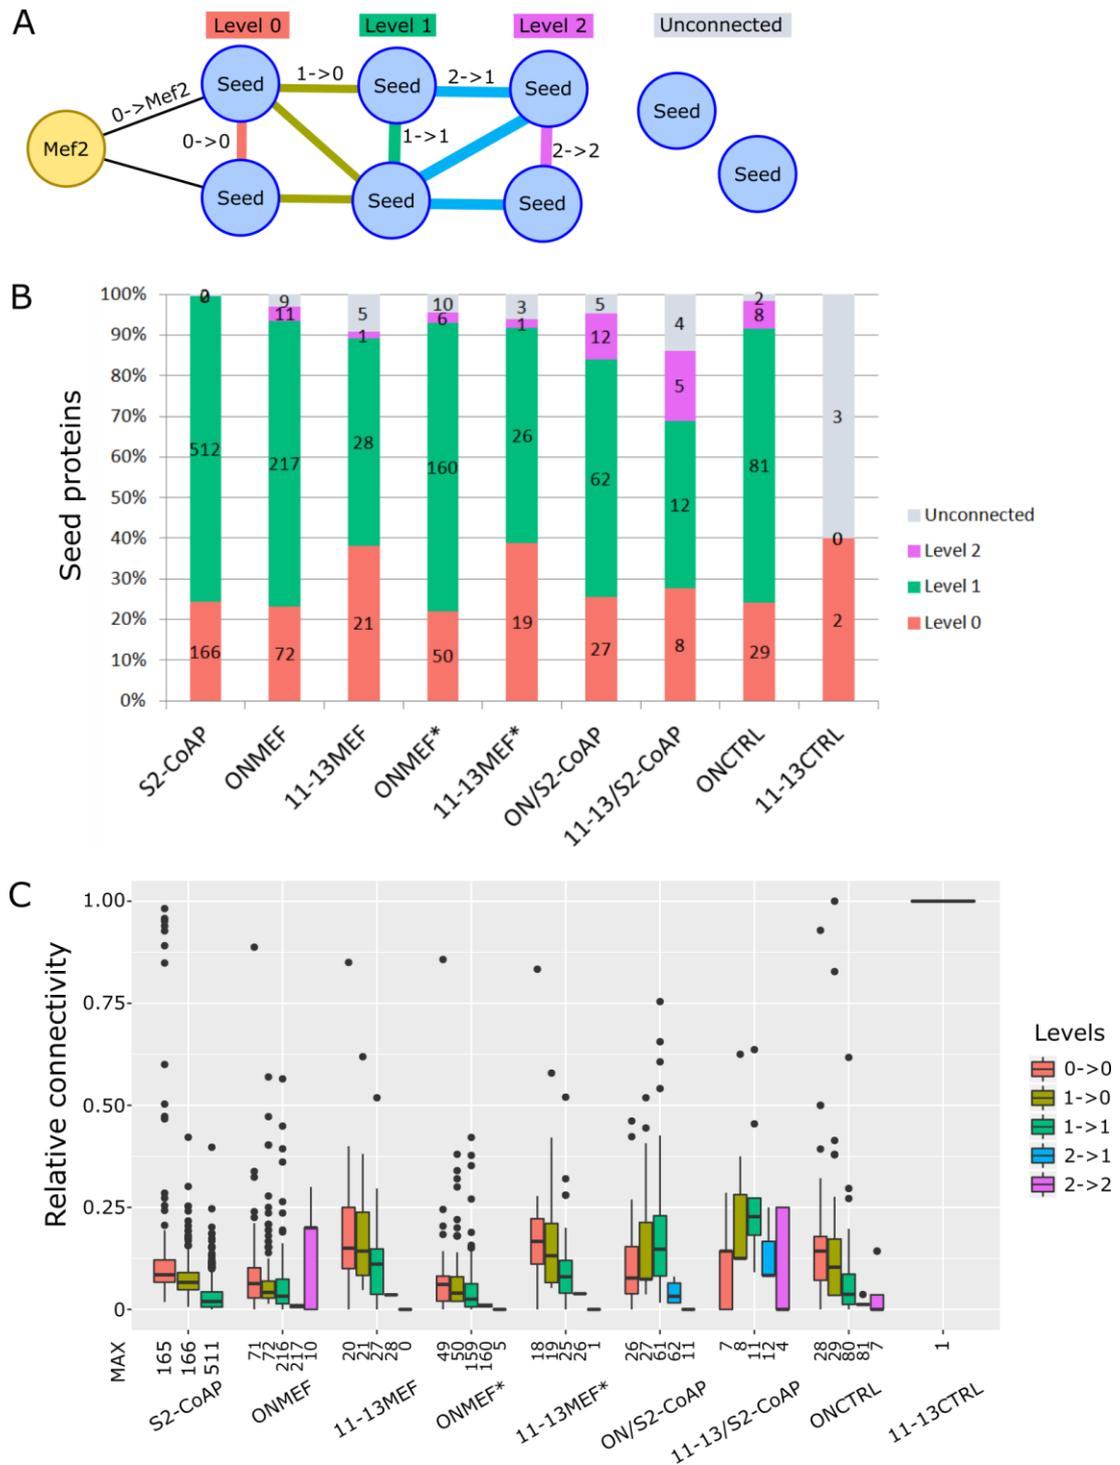 A
Level 0
Level 1
Level 2
Unconnected
Seed
1->0
Seed
2->1
Seed
Seed
0->Mef2
Mef2
0->0
1->1
2->2
Seed
Seed
Seed
Seed
B
Seed proteins
100%
90%
80%
70%
60%
50%
40%
30%
20%
10%
0%
0
512
166
9
11
217
72
5
1
28
21
10
6
160
50
3
1
26
19
5
12
62
27
4
5
12
8
2
8
81
29
3
0
2
Unconnected
Level 2
Level 1
Level 0
S2-CoAP
ONMEF
11-13MEF
ONMEF*
11-13MEF*
ON/S2-CoAP
11-13/S2-CoAP
ONCTRL
11-13CTRL
C
Relative connectivity
1.00
0.75
0.50
0.25
0
Levels
0->0
1->0
1->1
2->1
2->2
MAX
165 166 511
71 72 216 217 10
20 21 27 28 0
49 50 159 160 5
18 19 25 26 1
26 27 61 62 11
7 8 11 12 4
28 29 80 81 7
1
S2-CoAP
ONMEF
11-13MEF
ONMEF*
11-13MEF*
ON/S2-CoAP
11-13/S2-CoAP
ONCTRL
11-13CTRL